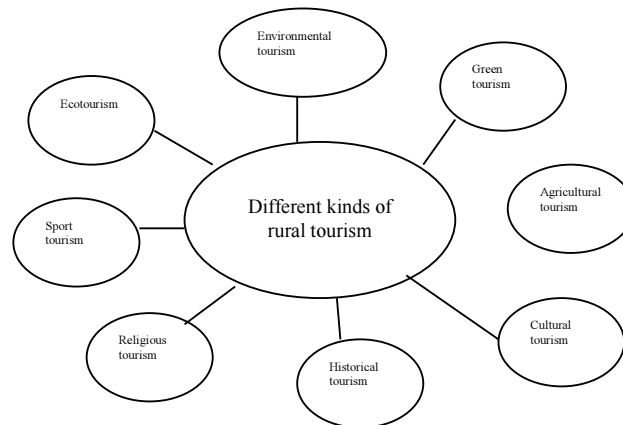 Environmental
tourism
Green
tourism
Ecotourism
Agricultural
tourism
Different kinds of
rural tourism
Sport
tourism
Cultural
tourism
Religious
tourism
Historical
tourism